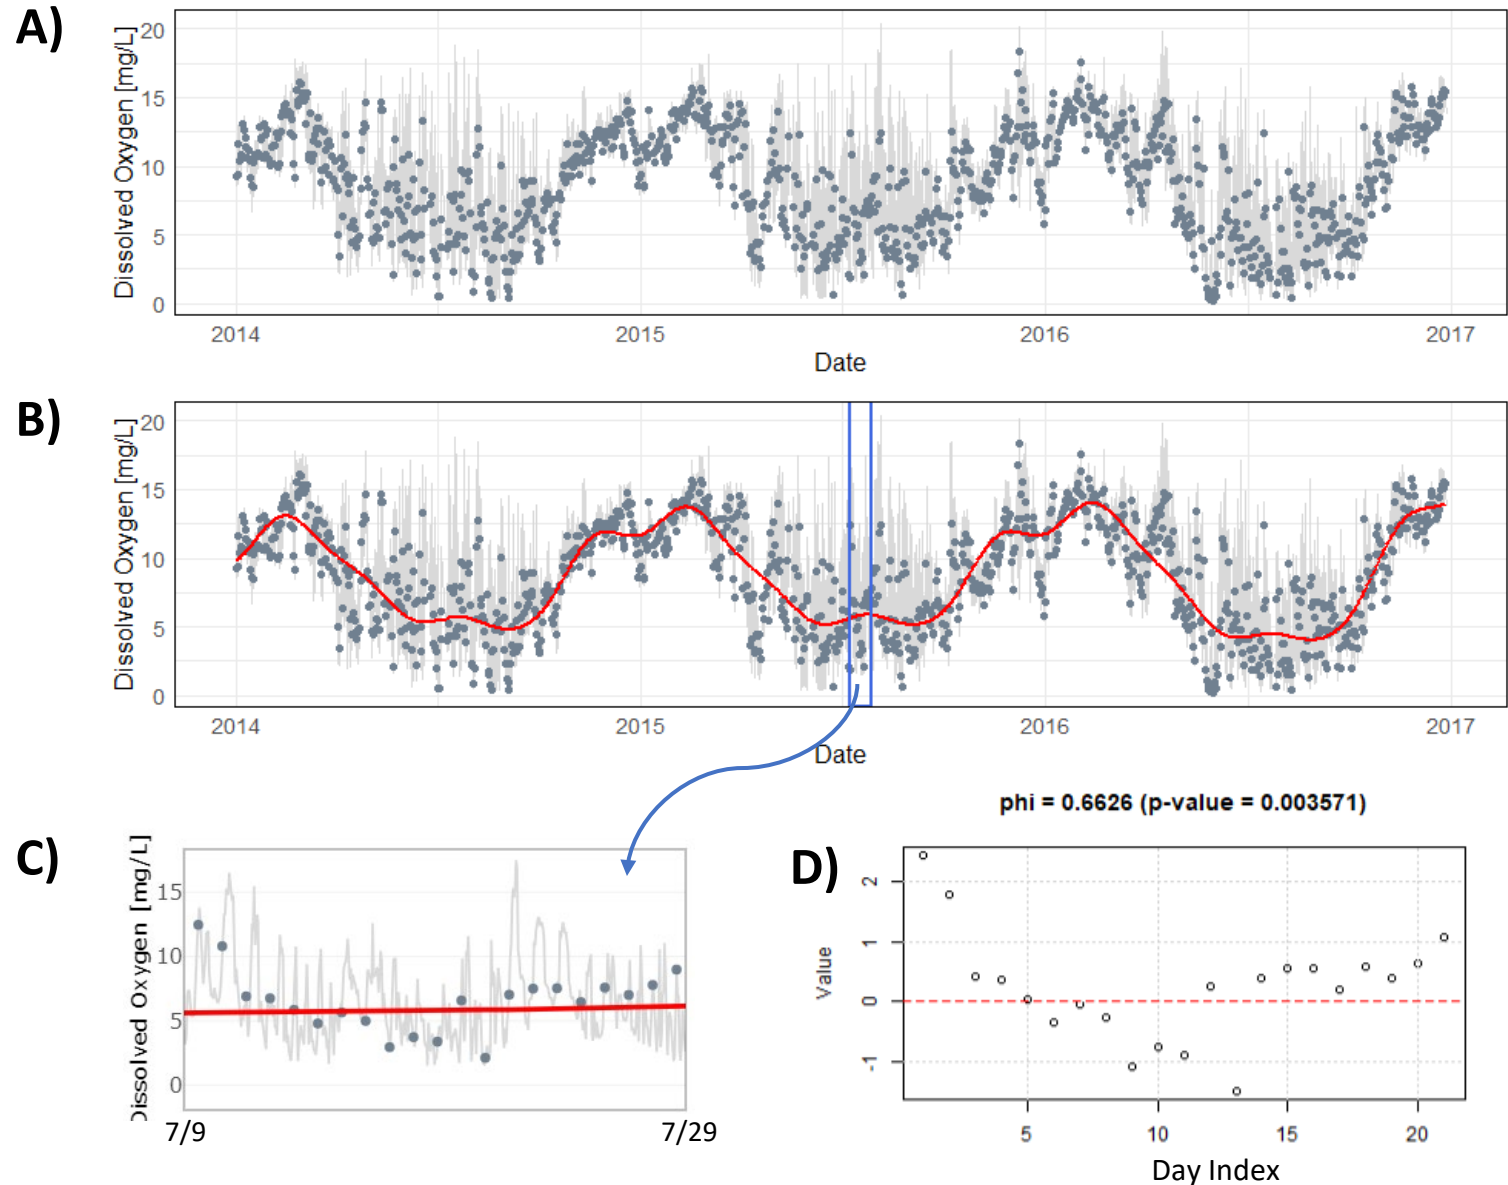 A)
Dissolved Oxygen [mg/L]
20
15
10
5
0
2014 2015 2016 2017
Date
B)
Dissolved Oxygen [mg/L]
20
15
10
5
0
2014 2015 2016 2017
Date
phi = 0.6626 (p-value = 0.003571)
C)
Dissolved Oxygen [mg/L]
15
10
5
0
7/9 7/29
D)
Value
2
1
0
-1
5 10 15 20
Day Index